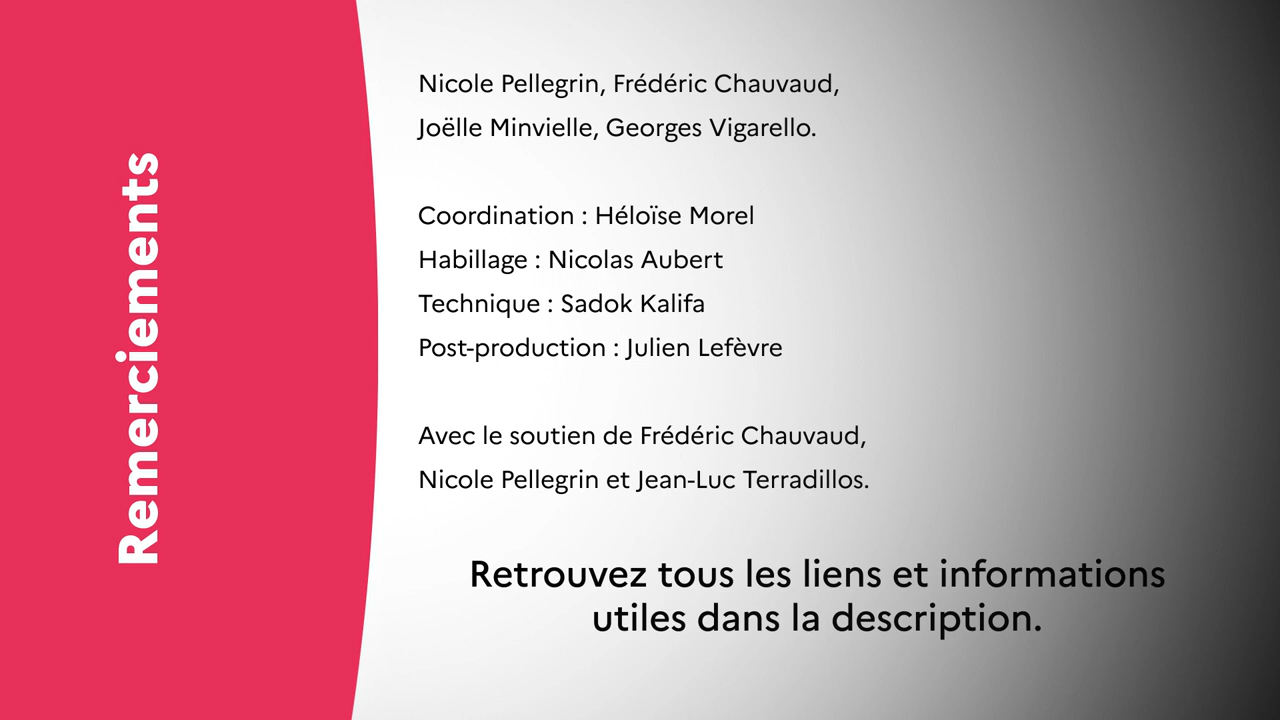 Remerciements
Nicole Pellegrin, Frédéric Chauvaud,
Joëlle Minvielle, Georges Vigarello.
Coordination : Héloïse Morel
Habillage : Nicolas Aubert
Technique : Sadok Kalifa
Post-production : Julien Lefèvre
Avec le soutien de Frédéric Chauvaud,
Nicole Pellegrin et Jean-Luc Terradillos.
Retrouvez tous les liens et informations
utiles dans la description.